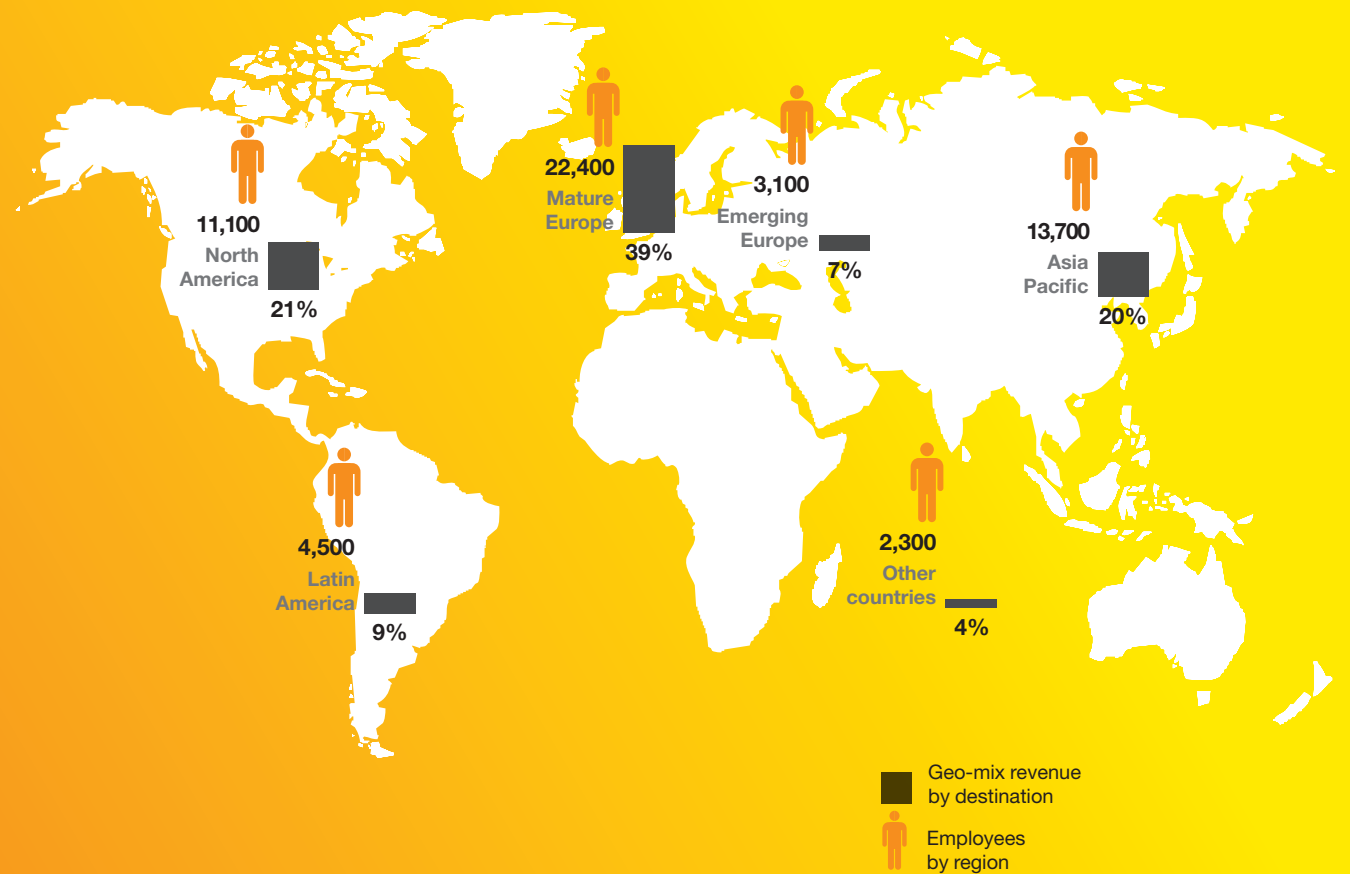 11,100
North
America
21%
22,400
Mature
Europe
39%
3,100
Emerging
Europe
7%
13,700
Asia
Pacific
20%
4,500
Latin
America
9%
2,300
Other
countries
4%
Geo-mix revenue
by destination
Employees
by region